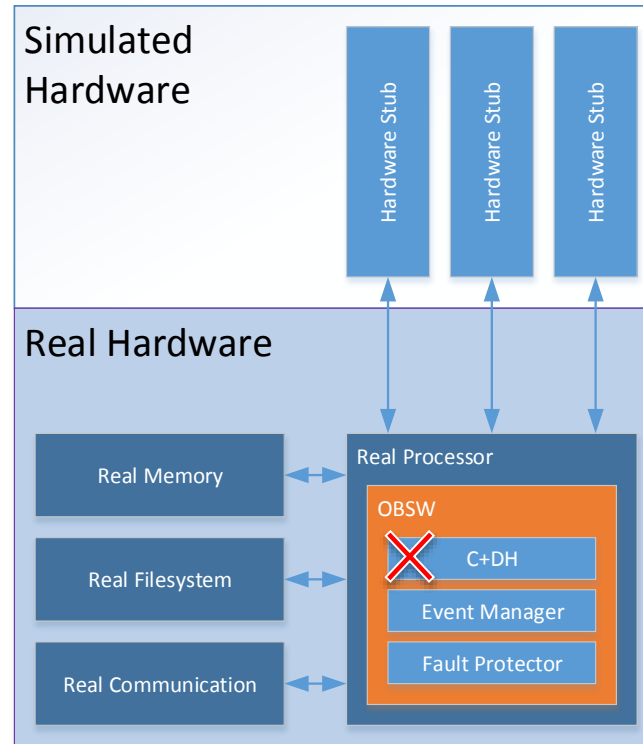 Simulated
Hardware
Hardware Stub
Hardware Stub
Hardware Stub
Real Hardware
Real Memory
Real Filesystem
Real Communication
Real Processor
OBSW
C+DH
Event Manager
Fault Protector